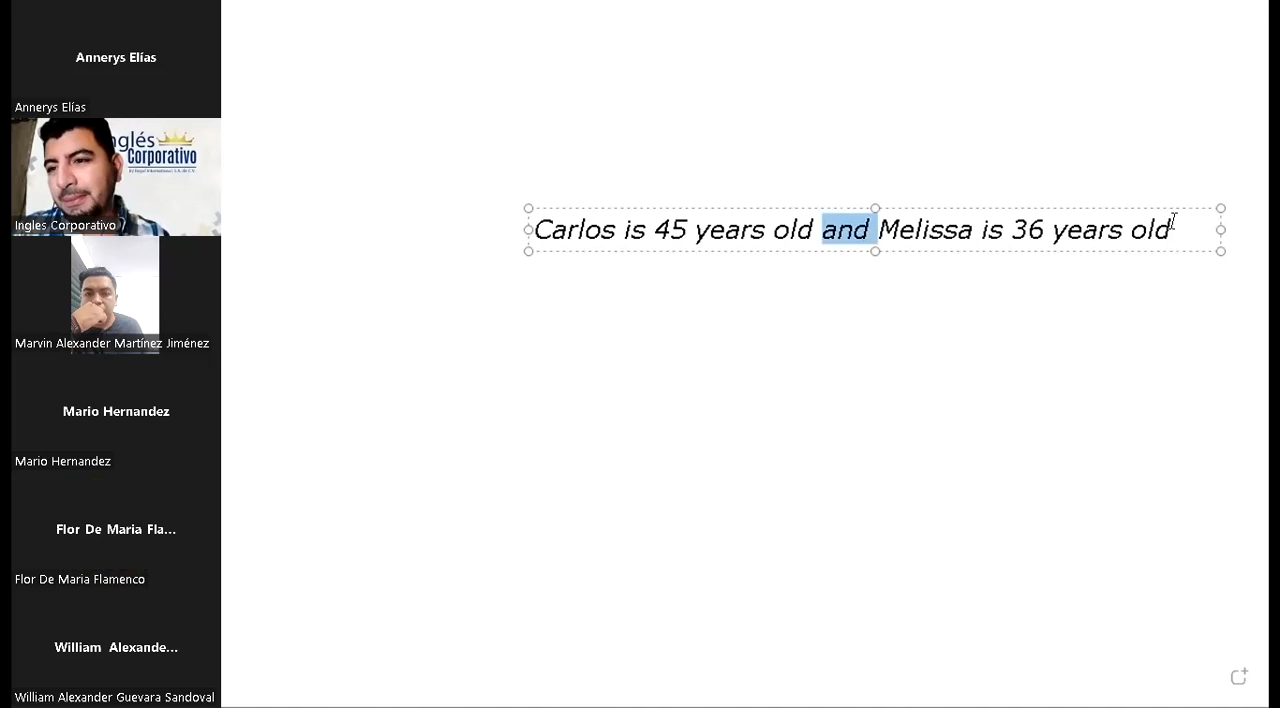 Annerys Elías
Annerys Elías
Inglés
Corporativo
Ingles Corporativo
Marvin Alexander Martínez Jiménez
Mario Hernandez
Mario Hernandez
Flor De Maria Fla...
Flor De Maria Flamenco
William Alexande...
William Alexander Guevara Sandoval
Carlos is 45 years old and Melissa is 36 years old